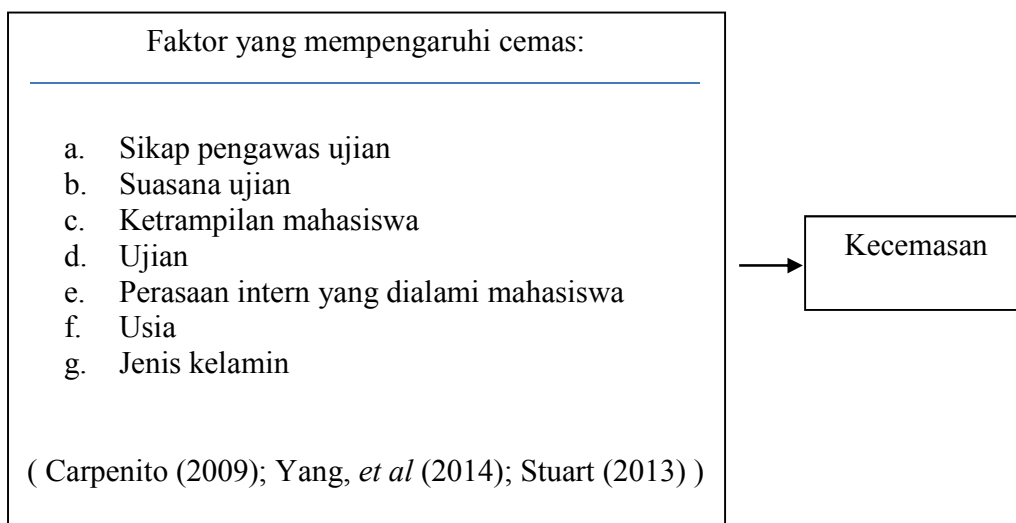 Faktor yang mempengaruhi cemas:
a. Sikap pengawas ujian
b. Suasana ujian
c. Ketrampilan mahasiswa
d. Ujian
e. Perasaan intern yang dialami mahasiswa
f. Usia
g. Jenis kelamin
( Carpenito (2009); Yang, et al (2014); Stuart (2013) )
Kecemasan